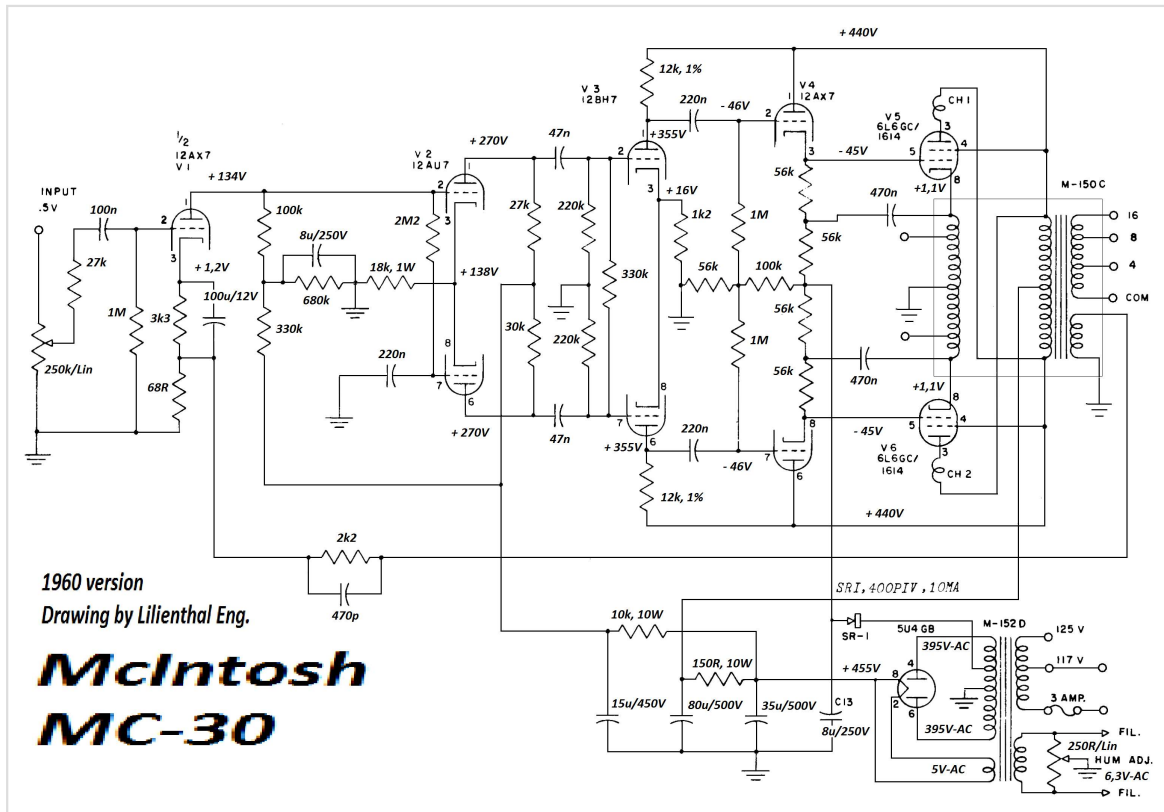 + 440V
12k, 1%
V 3
12BH7
220n
- 46V
1
V4
12AX7
CH 1
V 5
6L6GC/
1614
1/2
12AX7
V 1
INPUT
.5V
100n
+ 134V
V 2
12AU7
+270V
47n
+355V
+ 16V
- 45V
+1,1V
M-150 C
27k
+ 1,2V
100u/12V
3k3
1M
68R
250k/Lin
100k
8u/250V
680k
18k, 1W
330k
2M2
+ 138V
220n
27k
30k
220k
220k
330k
1k2
56k
1M
100k
1M
56k
56k
56k
56k
470n
470n
16
8
4
COM
+ 270V
47n
+ 355V
220n
- 46V
12k, 1%
- 45V
+1,1V
V 6
6L6GC/
1614
CH 2
+ 440V
2k2
470p
1960 version
Drawing by Lilienthal Eng.
McIntosh
MC-30
SRI,400PIV,10MA
SR-1
10k, 10W
150R, 10W
+ 455V
5U4 GB
395V-AC
395V-AC
5V-AC
M-152 D
125 V
117 V
3 AMP.
15u/450V
80u/500V
35u/500V
C13
8u/250V
FIL.
250R/Lin
HUM ADJ.
6,3V-AC
FIL.